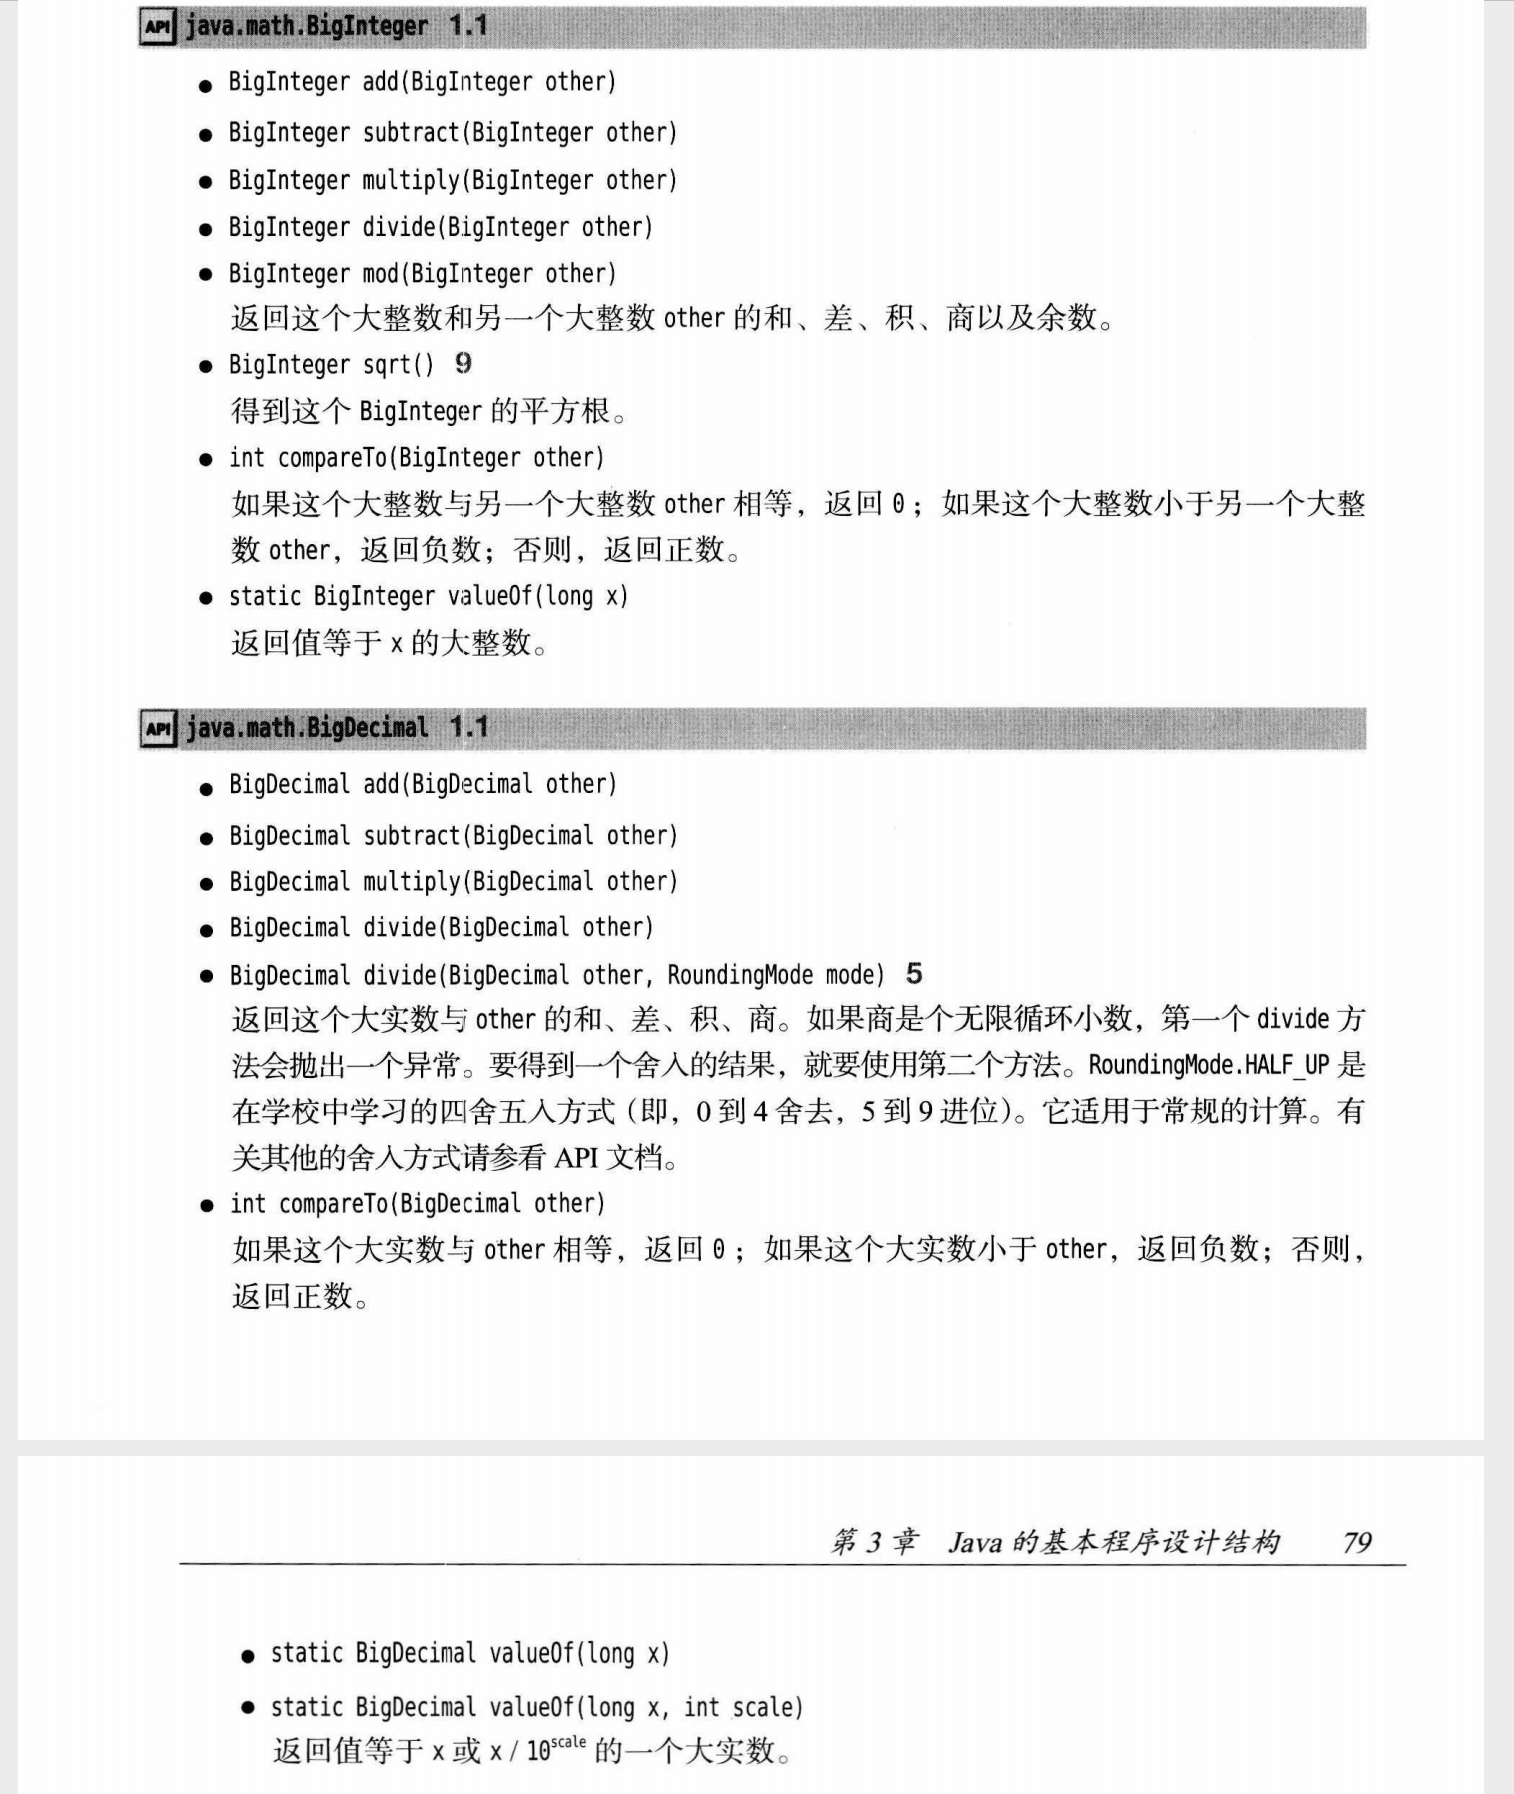 API java.math.BigInteger 1.1
● BigInteger add(BigInteger other)
● BigInteger subtract(BigInteger other)
● BigInteger multiply(BigInteger other)
● BigInteger divide(BigInteger other)
● BigInteger mod(BigInteger other)
返回这个大整数和另一个大整数 other 的和、差、积、商以及余数。
● BigInteger sqrt() 9
得到这个 BigInteger 的平方根。
● int compareTo(BigInteger other)
如果这个大整数与另一个大整数 other 相等，返回 0；如果这个大整数小于另一个大整
数 other，返回负数；否则，返回正数。
● static BigInteger valueOf(long x)
返回值等于 x 的大整数。
API java.math.BigDecimal 1.1
● BigDecimal add(BigDecimal other)
● BigDecimal subtract(BigDecimal other)
● BigDecimal multiply(BigDecimal other)
● BigDecimal divide(BigDecimal other)
● BigDecimal divide(BigDecimal other, RoundingMode mode) 5
返回这个大实数与 other 的和、差、积、商。如果商是个无限循环小数，第一个 divide 方
法会抛出一个异常。要得到一个舍入的结果，就要使用第二个方法。RoundingMode.HALF_UP 是
在学校中学习的四舍五入方式（即，0 到 4 舍去，5 到 9 进位）。它适用于常规的计算。有
关其他的舍入方式请参看 API 文档。
● int compareTo(BigDecimal other)
如果这个大实数与 other 相等，返回 0；如果这个大实数小于 other，返回负数；否则，
返回正数。
第 3 章 Java 的基本程序设计结构 79
● static BigDecimal valueOf(long x)
● static BigDecimal valueOf(long x, int scale)
返回值等于 x 或 x / 10^scale 的一个大实数。